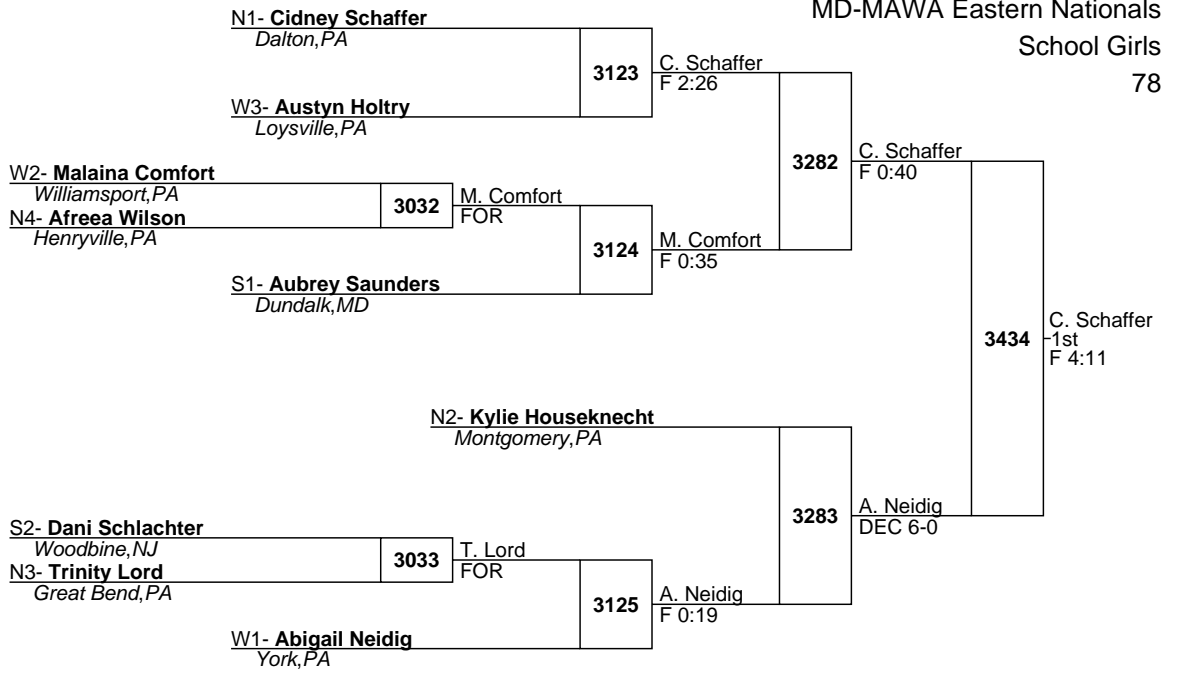 MD-MAWA Eastern Nationals
School Girls
78
N1- Cidney Schaffer
Dalton,PA
3123
C. Schaffer
F 2:26
W3- Austyn Holtry
Loysville,PA
3282
C. Schaffer
F 0:40
W2- Malaina Comfort
Williamsport,PA
3032
M. Comfort
FOR
N4- Afreea Wilson
Henryville,PA
3124
M. Comfort
F 0:35
S1- Aubrey Saunders
Dundalk,MD
3434
C. Schaffer
1st
F 4:11
N2- Kylie Houseknecht
Montgomery,PA
3283
A. Neidig
DEC 6-0
S2- Dani Schlachter
Woodbine,NJ
3033
T. Lord
FOR
N3- Trinity Lord
Great Bend,PA
3125
A. Neidig
F 0:19
W1- Abigail Neidig
York,PA